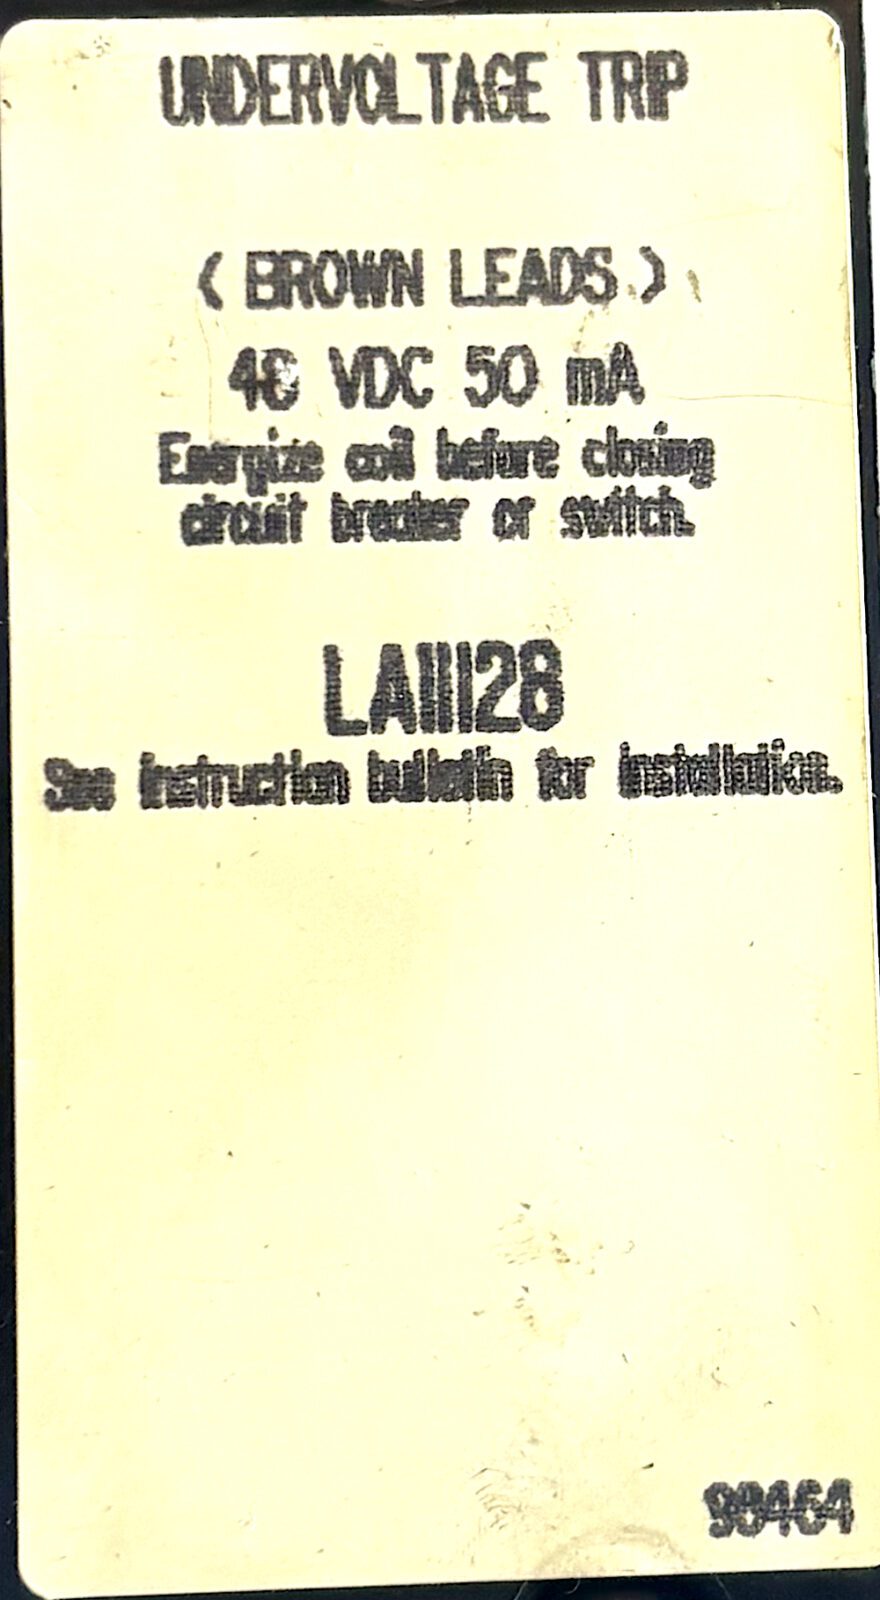 UNDERVOLTAGE TRIP
( BROWN LEADS )
48 VDC 50 mA
Energize coil before closing
circuit breaker or switch.
LA11128
See instruction bulletin for installation.
98464